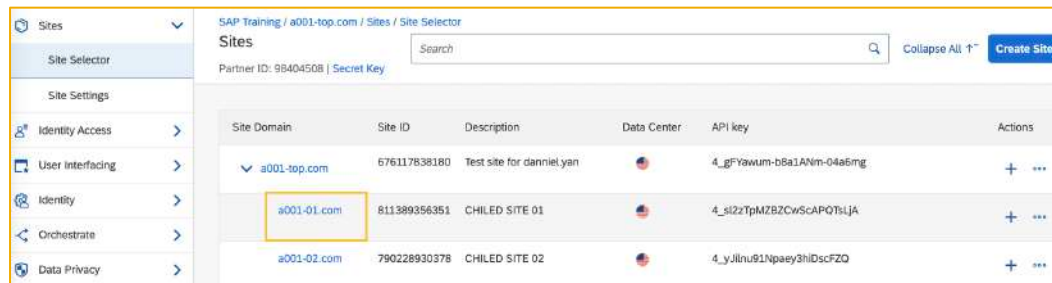 Sites
Site Selector
Site Settings
Identity Access
User Interfacing
Identity
Orchestrate
Data Privacy
SAP Training / a001-top.com / Sites / Site Selector
Sites
Search
Collapse All
Create Site
Partner ID: 98404508 | Secret Key
Site Domain Site ID Description Data Center API key Actions
a001-top.com 676117838180 Test site for danniel.yan 4_gFYawum-b8a1ANm-04a6mg
a001-01.com 811389356351 CHILED SITE 01 4_sl2zTpMZBZCwScAPQTsLjA
a001-02.com 790228930378 CHILED SITE 02 4_yJilnu91Npaey3hiDscFZQ